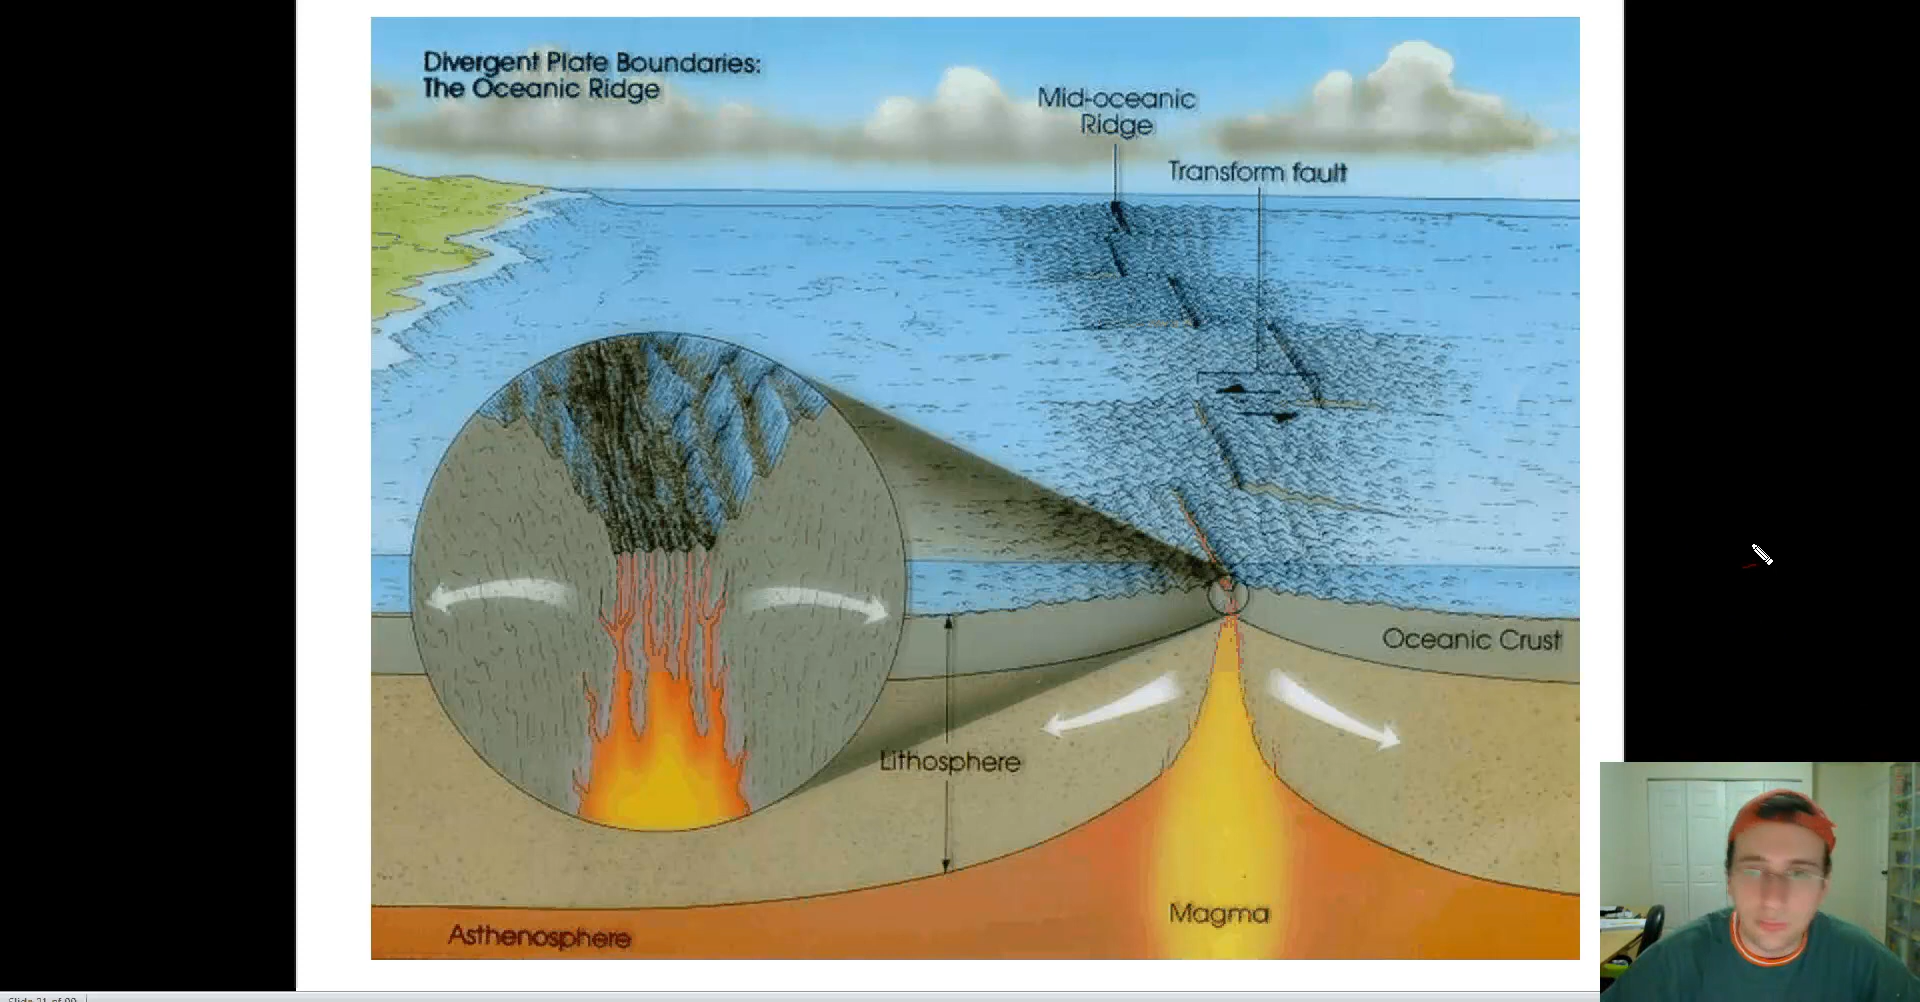 Divergent Plate Boundaries:
The Oceanic Ridge
Mid-oceanic
Ridge
Transform fault
Oceanic Crust
Lithosphere
Magma
Asthenosphere